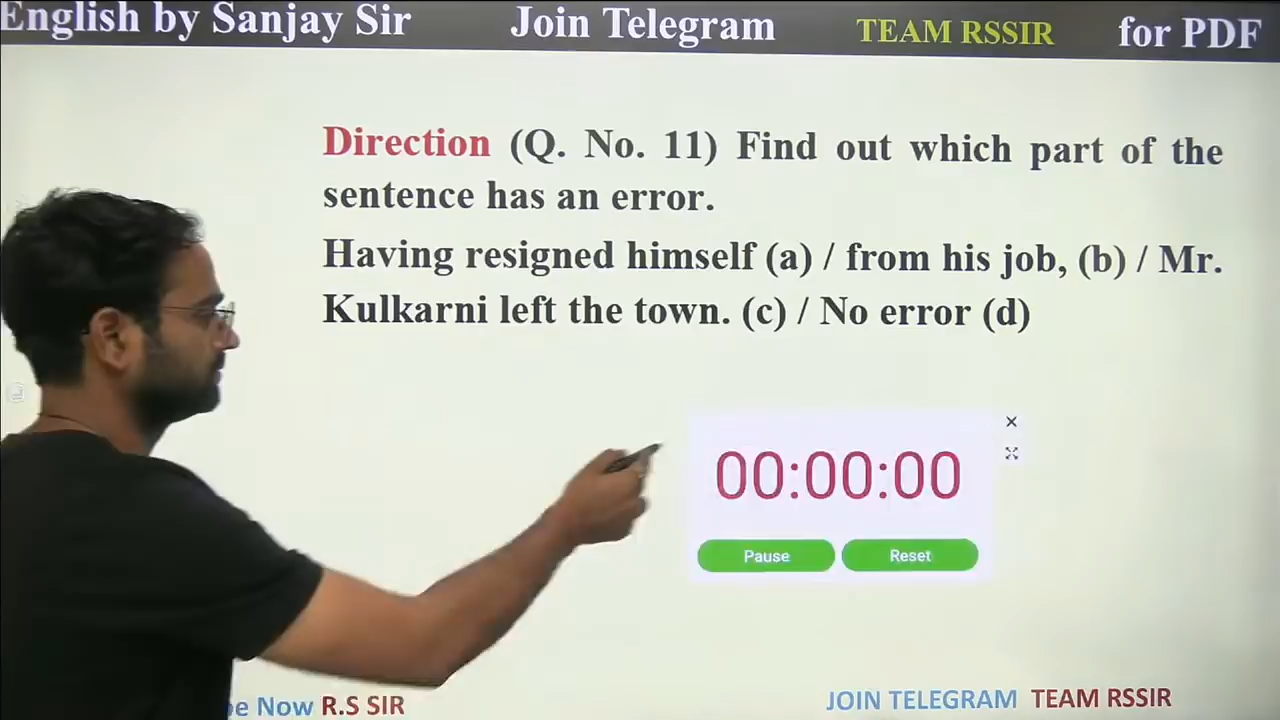 English by Sanjay Sir Join Telegram TEAM RSSIR for PDF
Direction (Q. No. 11) Find out which part of the
sentence has an error.
Having resigned himself (a) / from his job, (b) / Mr.
Kulkarni left the town. (c) / No error (d)
00:00:00
Pause Reset
Now R.S SIR JOIN TELEGRAM TEAM RSSIR